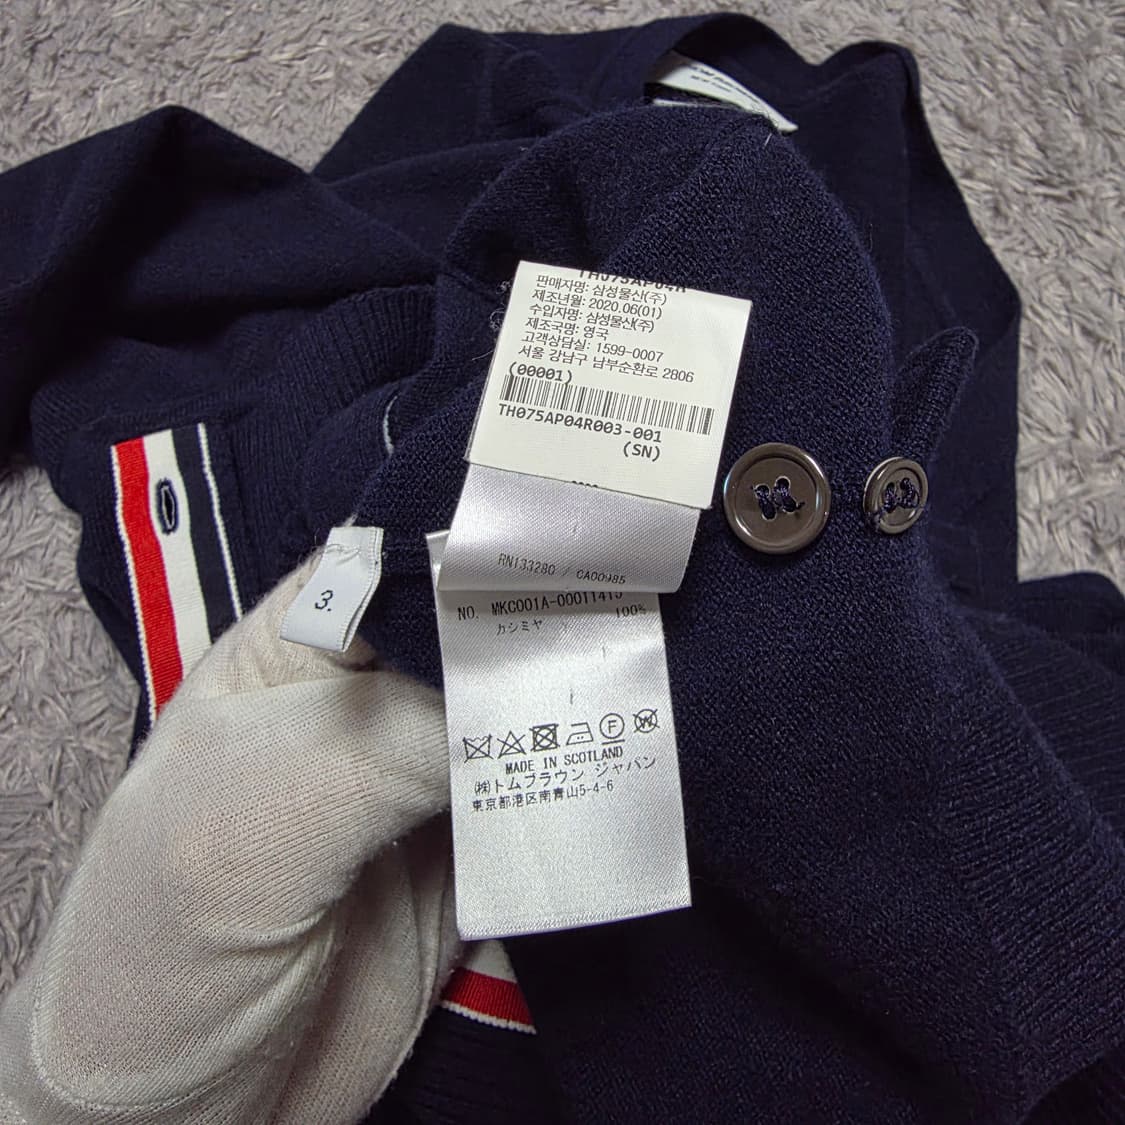 NEW YORK
TH075AP04R
판매자명: 삼성물산(주)
제조년월: 2020.06(01)
수입자명: 삼성물산(주)
제조국명: 영국
고객상담실: 1599-0007
서울 강남구 남부순환로 2806
(00001)
TH075AP04R003-001
(SN)
RN133280 / CA00985
NO. MKC001A-00011415
カシミヤ 100%
3.
MADE IN SCOTLAND
(株)トムブラウン ジャパン
東京都港区南青山5-4-6